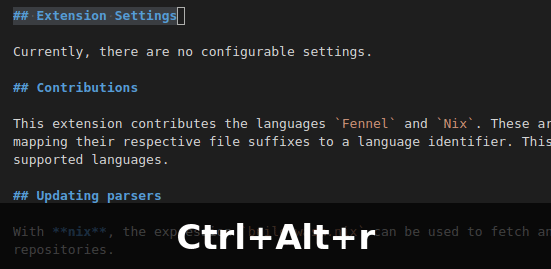 ## Extension Settings
Currently, there are no configurable settings.
## Contributions
This extension contributes the languages `Fennel` and `Nix`. These ar
mapping their respective file suffixes to a language identifier. This
supported languages.
## Updating parsers
With **nix**, the can be used to fetch an
repositories.
Ctrl+Alt+r